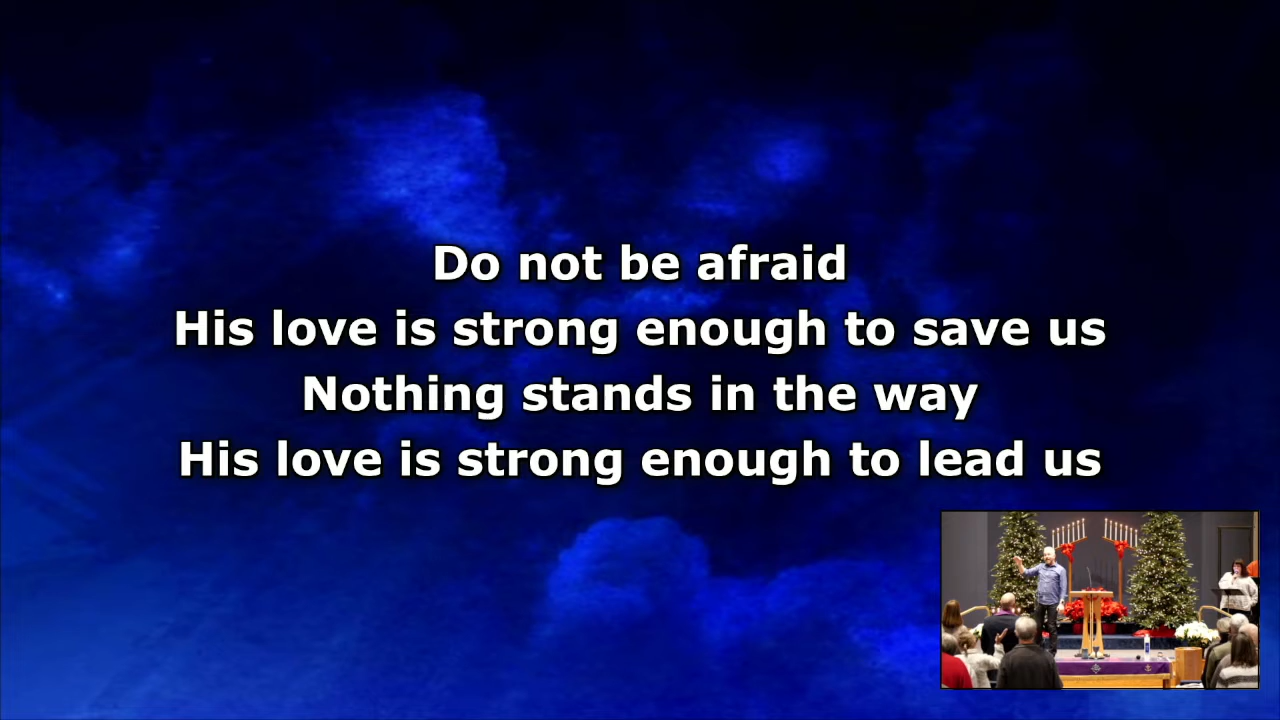 Do not be afraid
His love is strong enough to save us
Nothing stands in the way
His love is strong enough to lead us